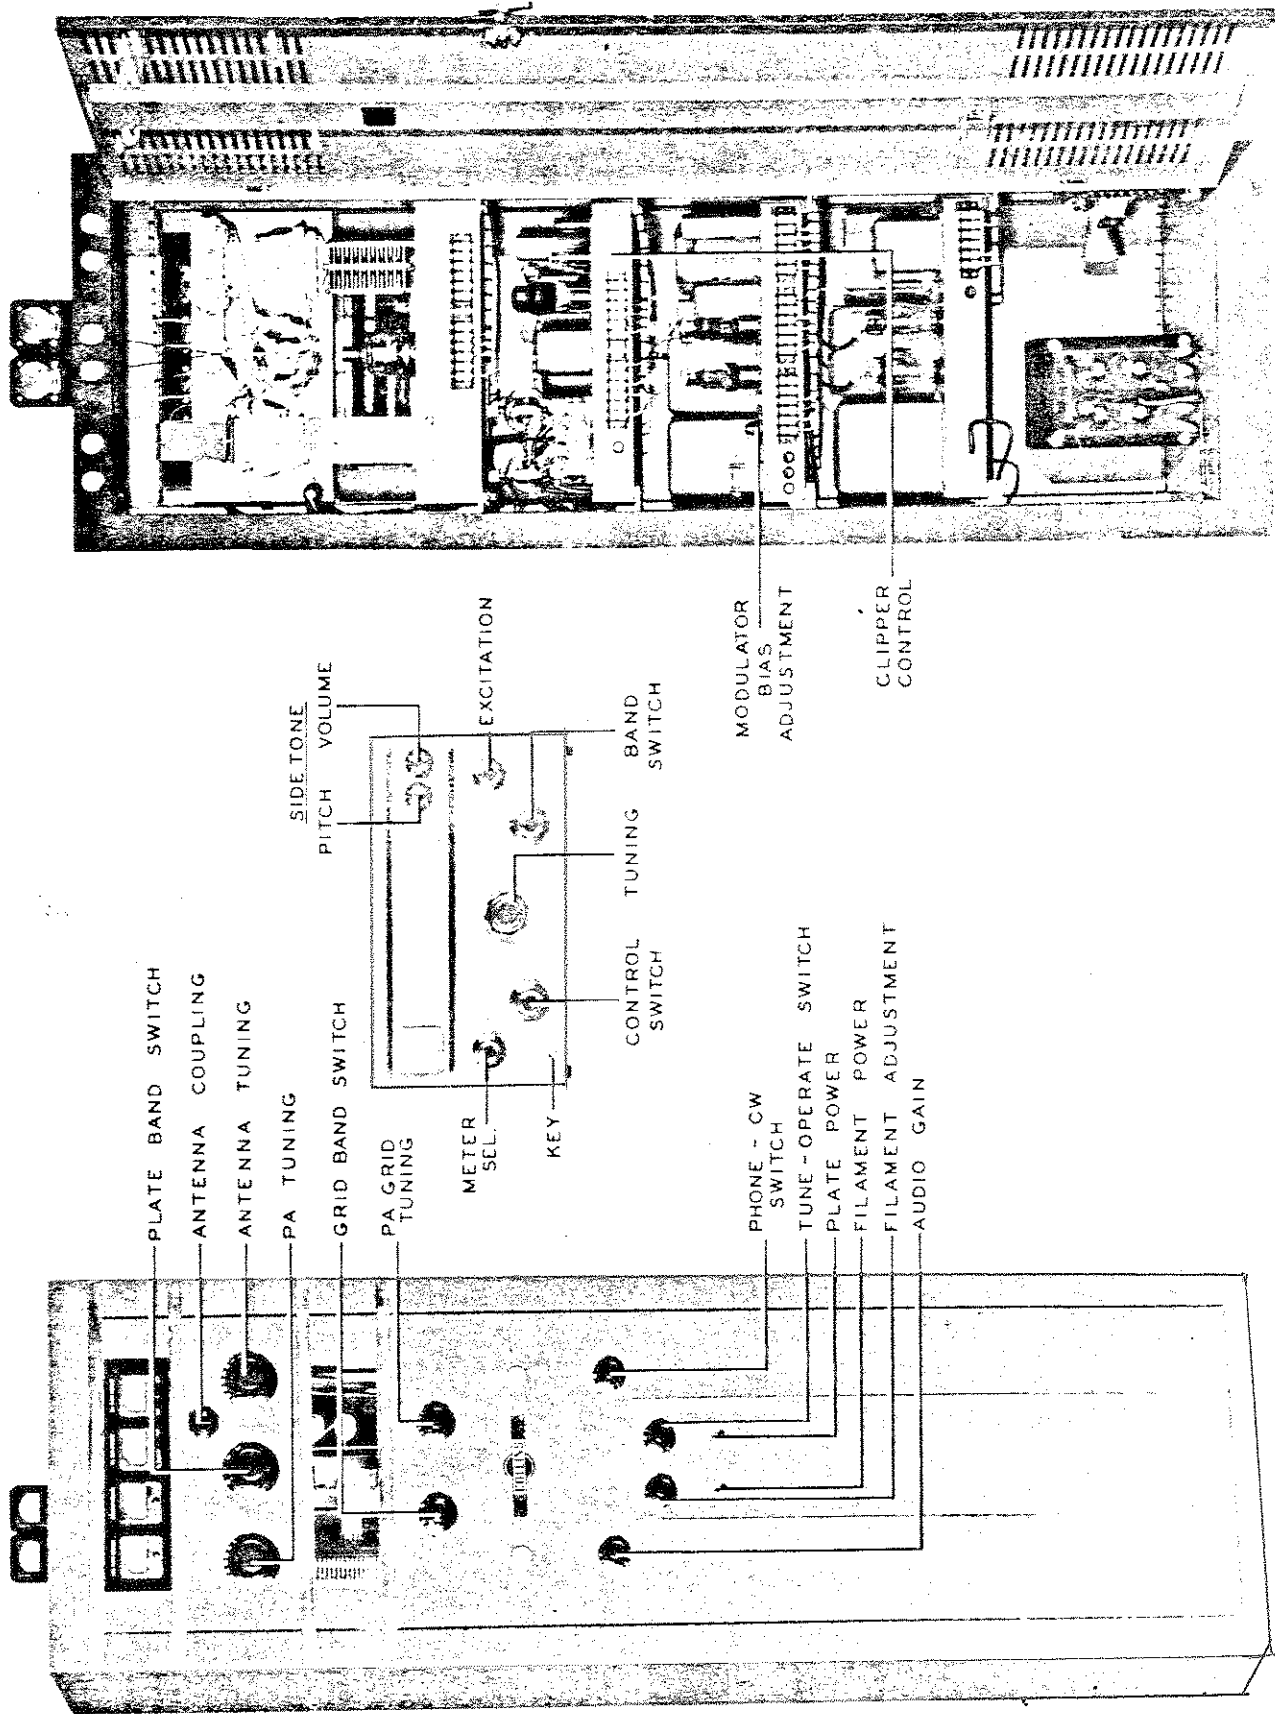 PLATE BAND SWITCH
ANTENNA COUPLING
ANTENNA TUNING
PA TUNING
GRID BAND SWITCH
PA GRID
TUNING
PHONE - CW
SWITCH
TUNE - OPERATE SWITCH
PLATE POWER
FILAMENT POWER
FILAMENT ADJUSTMENT
AUDIO GAIN
SIDETONE
PITCH VOLUME
METER
SEL.
EXCITATION
KEY
CONTROL
SWITCH
TUNING
BAND
SWITCH
MODULATOR
BIAS
ADJUSTMENT
CLIPPER
CONTROL